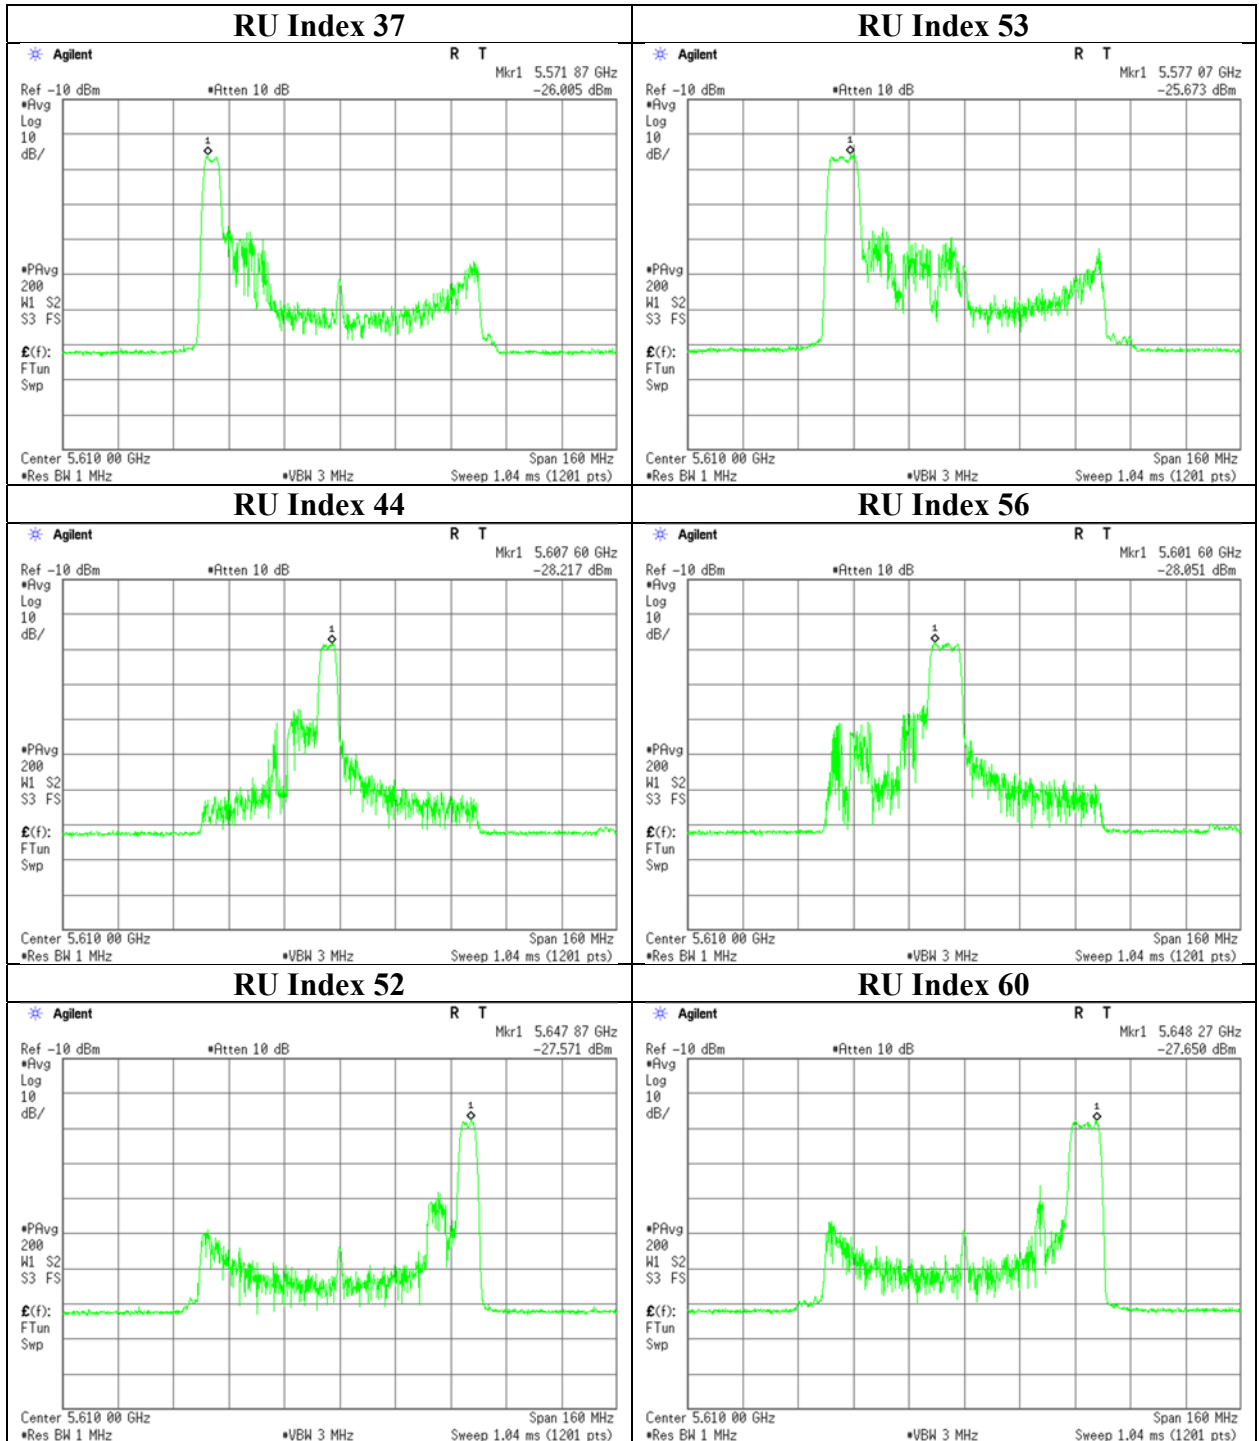 RU Index 37
Agilent R T
Mkr1 5.571 87 GHz
Ref -10 dBm #Atten 10 dB -26.005 dBm
#Avg
Log
10
dB/
1
#PAvg
200
W1 S2
S3 FS
£(f):
FTun
Swp
Center 5.610 00 GHz Span 160 MHz
#Res BW 1 MHz #VBW 3 MHz Sweep 1.04 ms (1201 pts)
RU Index 53
Agilent R T
Mkr1 5.577 07 GHz
Ref -10 dBm #Atten 10 dB -25.673 dBm
#Avg
Log
10
dB/
1
#PAvg
200
W1 S2
S3 FS
£(f):
FTun
Swp
Center 5.610 00 GHz Span 160 MHz
#Res BW 1 MHz #VBW 3 MHz Sweep 1.04 ms (1201 pts)
RU Index 44
Agilent R T
Mkr1 5.607 60 GHz
Ref -10 dBm #Atten 10 dB -28.217 dBm
#Avg
Log
10
dB/
1
#PAvg
200
W1 S2
S3 FS
£(f):
FTun
Swp
Center 5.610 00 GHz Span 160 MHz
#Res BW 1 MHz #VBW 3 MHz Sweep 1.04 ms (1201 pts)
RU Index 56
Agilent R T
Mkr1 5.601 60 GHz
Ref -10 dBm #Atten 10 dB -28.051 dBm
#Avg
Log
10
dB/
1
#PAvg
200
W1 S2
S3 FS
£(f):
FTun
Swp
Center 5.610 00 GHz Span 160 MHz
#Res BW 1 MHz #VBW 3 MHz Sweep 1.04 ms (1201 pts)
RU Index 52
Agilent R T
Mkr1 5.647 87 GHz
Ref -10 dBm #Atten 10 dB -27.571 dBm
#Avg
Log
10
dB/
1
#PAvg
200
W1 S2
S3 FS
£(f):
FTun
Swp
Center 5.610 00 GHz Span 160 MHz
#Res BW 1 MHz #VBW 3 MHz Sweep 1.04 ms (1201 pts)
RU Index 60
Agilent R T
Mkr1 5.648 27 GHz
Ref -10 dBm #Atten 10 dB -27.650 dBm
#Avg
Log
10
dB/
1
#PAvg
200
W1 S2
S3 FS
£(f):
FTun
Swp
Center 5.610 00 GHz Span 160 MHz
#Res BW 1 MHz #VBW 3 MHz Sweep 1.04 ms (1201 pts)